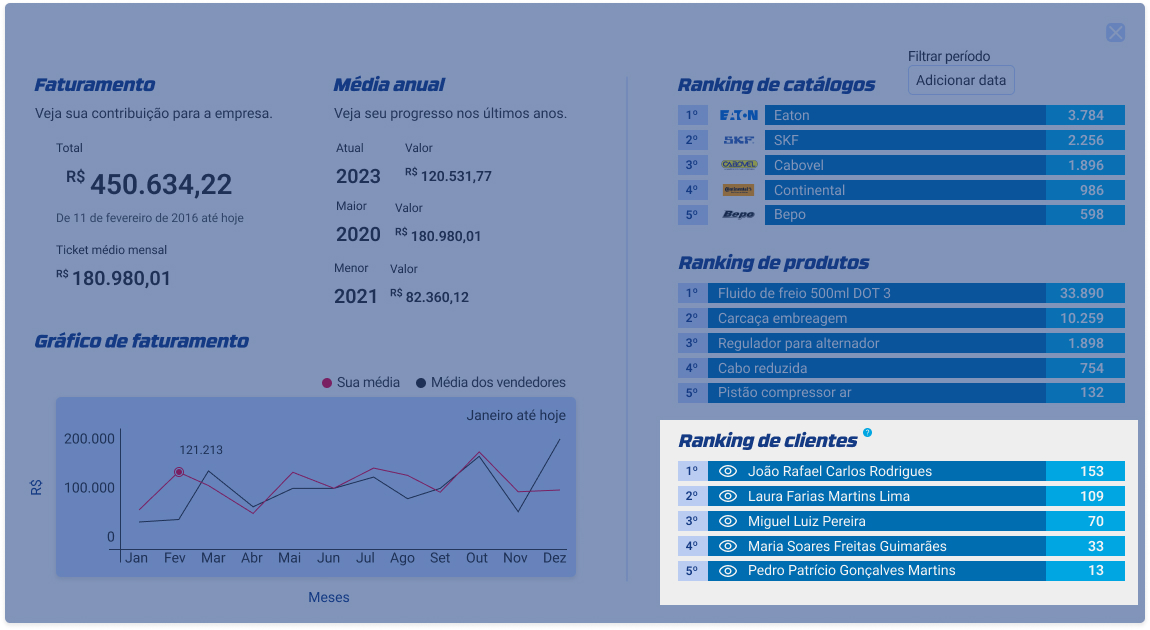 Faturamento
Veja sua contribuição para a empresa.
Total
R$ 450.634,22
De 11 de fevereiro de 2016 até hoje
Ticket médio mensal
R$ 180.980,01
Média anual
Veja seu progresso nos últimos anos.
Atual Valor
2023 R$ 120.531,77
Maior Valor
2020 R$ 180.980,01
Menor Valor
2021 R$ 82.360,12
Gráfico de faturamento
Sua média Média dos vendedores
Janeiro até hoje
200.000
121.213
100.000
R$
0
Jan Fev Mar Abr Mai Jun Jul Ago Set Out Nov Dez
Meses
Filtrar período
Adicionar data
Ranking de catálogos
1º EATON Eaton 3.784
2º SKF SKF 2.256
3º CABOVEL Cabovel 1.896
4º Continental Continental 986
5º Bepo Bepo 598
Ranking de produtos
1º Fluido de freio 500ml DOT 3 33.890
2º Carcaça embreagem 10.259
3º Regulador para alternador 1.898
4º Cabo reduzida 754
5º Pistão compressor ar 132
Ranking de clientes ?
1º João Rafael Carlos Rodrigues 153
2º Laura Farias Martins Lima 109
3º Miguel Luiz Pereira 70
4º Maria Soares Freitas Guimarães 33
5º Pedro Patrício Gonçalves Martins 13